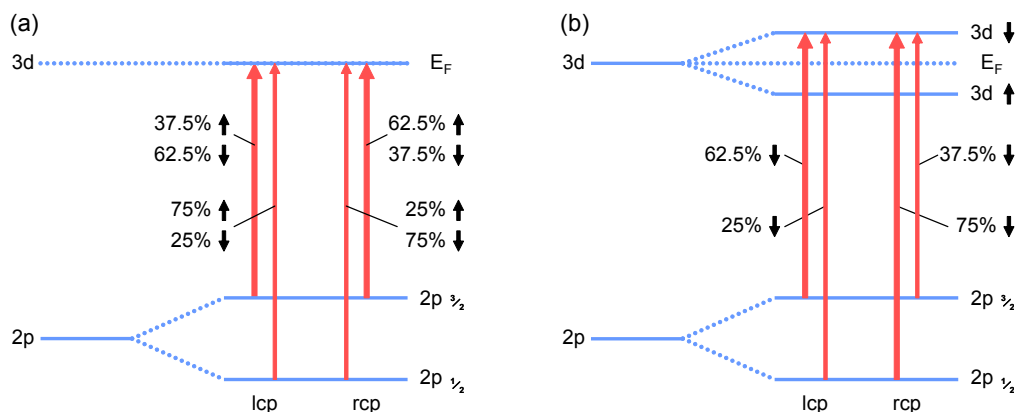 (a)
3d
E_F
37.5% ↑
62.5% ↓
62.5% ↑
37.5% ↓
75% ↑
25% ↓
25% ↑
75% ↓
2p 3/2
2p
2p 1/2
lcp rcp
(b)
3d ↓
3d
E_F
3d ↑
62.5% ↓
37.5% ↓
25% ↓
75% ↓
2p 3/2
2p
2p 1/2
lcp rcp